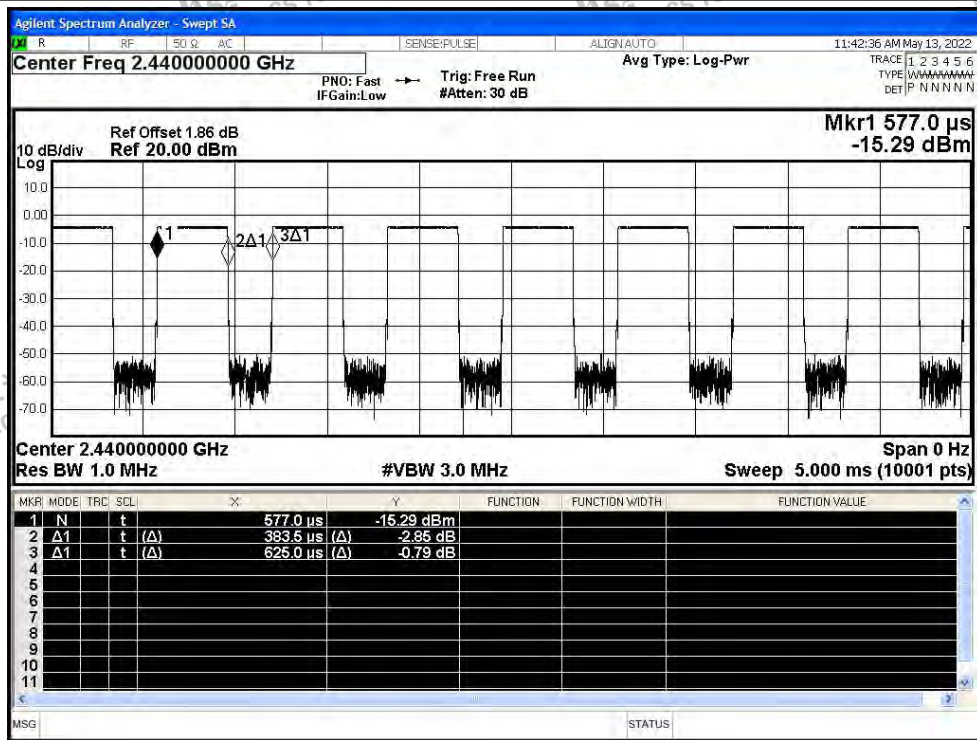 Agilent Spectrum Analyzer - Swept SA
LXI R RF 50 Ω AC SENSE:PULSE ALIGN AUTO 11:42:36 AM May 13, 2022
Center Freq 2.440000000 GHz
Avg Type: Log-Pwr
TRACE 1 2 3 4 5 6
PNO: Fast Trig: Free Run
TYPE WWWWWW
IFGain:Low #Atten: 30 dB
DET P N N N N N
Mkr1 577.0 µs
-15.29 dBm
Ref Offset 1.86 dB
10 dB/div Ref 20.00 dBm
Log
10.0
0.00
-10.0
-20.0
-30.0
-40.0
-50.0
-60.0
-70.0
1
2Δ1
3Δ1
Center 2.440000000 GHz Span 0 Hz
Res BW 1.0 MHz #VBW 3.0 MHz Sweep 5.000 ms (10001 pts)
MKR MODE TRC SCL X Y FUNCTION FUNCTION WIDTH FUNCTION VALUE
1 N t 577.0 µs -15.29 dBm
2 Δ1 t (Δ) 383.5 µs (Δ) -2.85 dB
3 Δ1 t (Δ) 625.0 µs (Δ) -0.79 dB
4
5
6
7
8
9
10
11
MSG STATUS